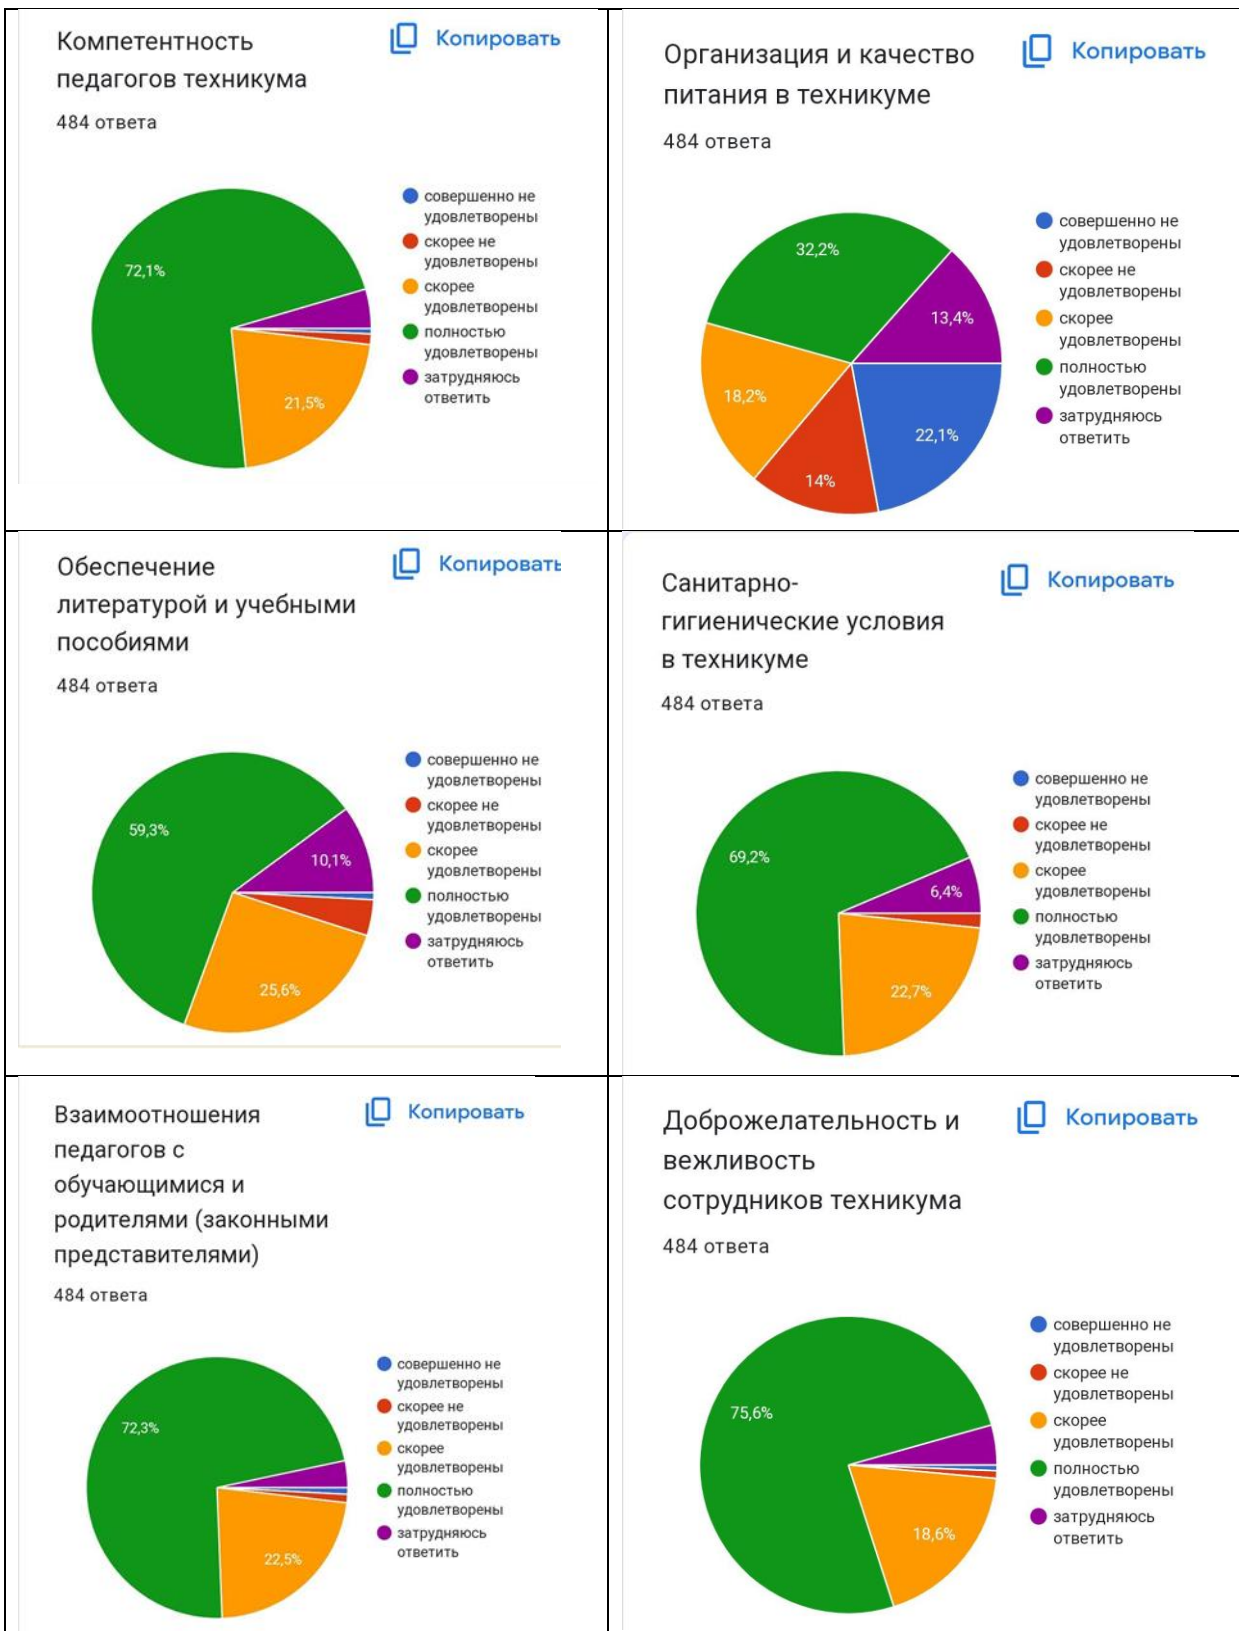 Компетентность
педагогов техникума
Копировать
484 ответа
72,1%
21,5%
совершенно не
удовлетворены
скорее не
удовлетворены
скорее
удовлетворены
полностью
удовлетворены
затрудняюсь
ответить
Организация и качество
питания в техникуме
Копировать
484 ответа
32,2%
13,4%
18,2%
22,1%
14%
совершенно не
удовлетворены
скорее не
удовлетворены
скорее
удовлетворены
полностью
удовлетворены
затрудняюсь
ответить
Обеспечение
литературой и учебными
пособиями
Копировать
484 ответа
59,3%
10,1%
25,6%
совершенно не
удовлетворены
скорее не
удовлетворены
скорее
удовлетворены
полностью
удовлетворены
затрудняюсь
ответить
Санитарно-
гигиенические условия
в техникуме
Копировать
484 ответа
69,2%
6,4%
22,7%
совершенно не
удовлетворены
скорее не
удовлетворены
скорее
удовлетворены
полностью
удовлетворены
затрудняюсь
ответить
Взаимоотношения
педагогов с
обучающимися и
родителями (законными
представителями)
Копировать
484 ответа
72,3%
22,5%
совершенно не
удовлетворены
скорее не
удовлетворены
скорее
удовлетворены
полностью
удовлетворены
затрудняюсь
ответить
Доброжелательность и
вежливость
сотрудников техникума
Копировать
484 ответа
75,6%
18,6%
совершенно не
удовлетворены
скорее не
удовлетворены
скорее
удовлетворены
полностью
удовлетворены
затрудняюсь
ответить